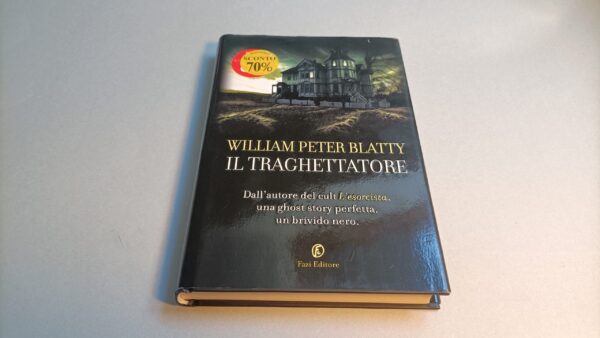 SCONTO
70%
WILLIAM PETER BLATTY
IL TRAGHETTATORE
Dall'autore del cult L'esorcista,
una ghost story perfetta,
un brivido nero.
Fazi Editore